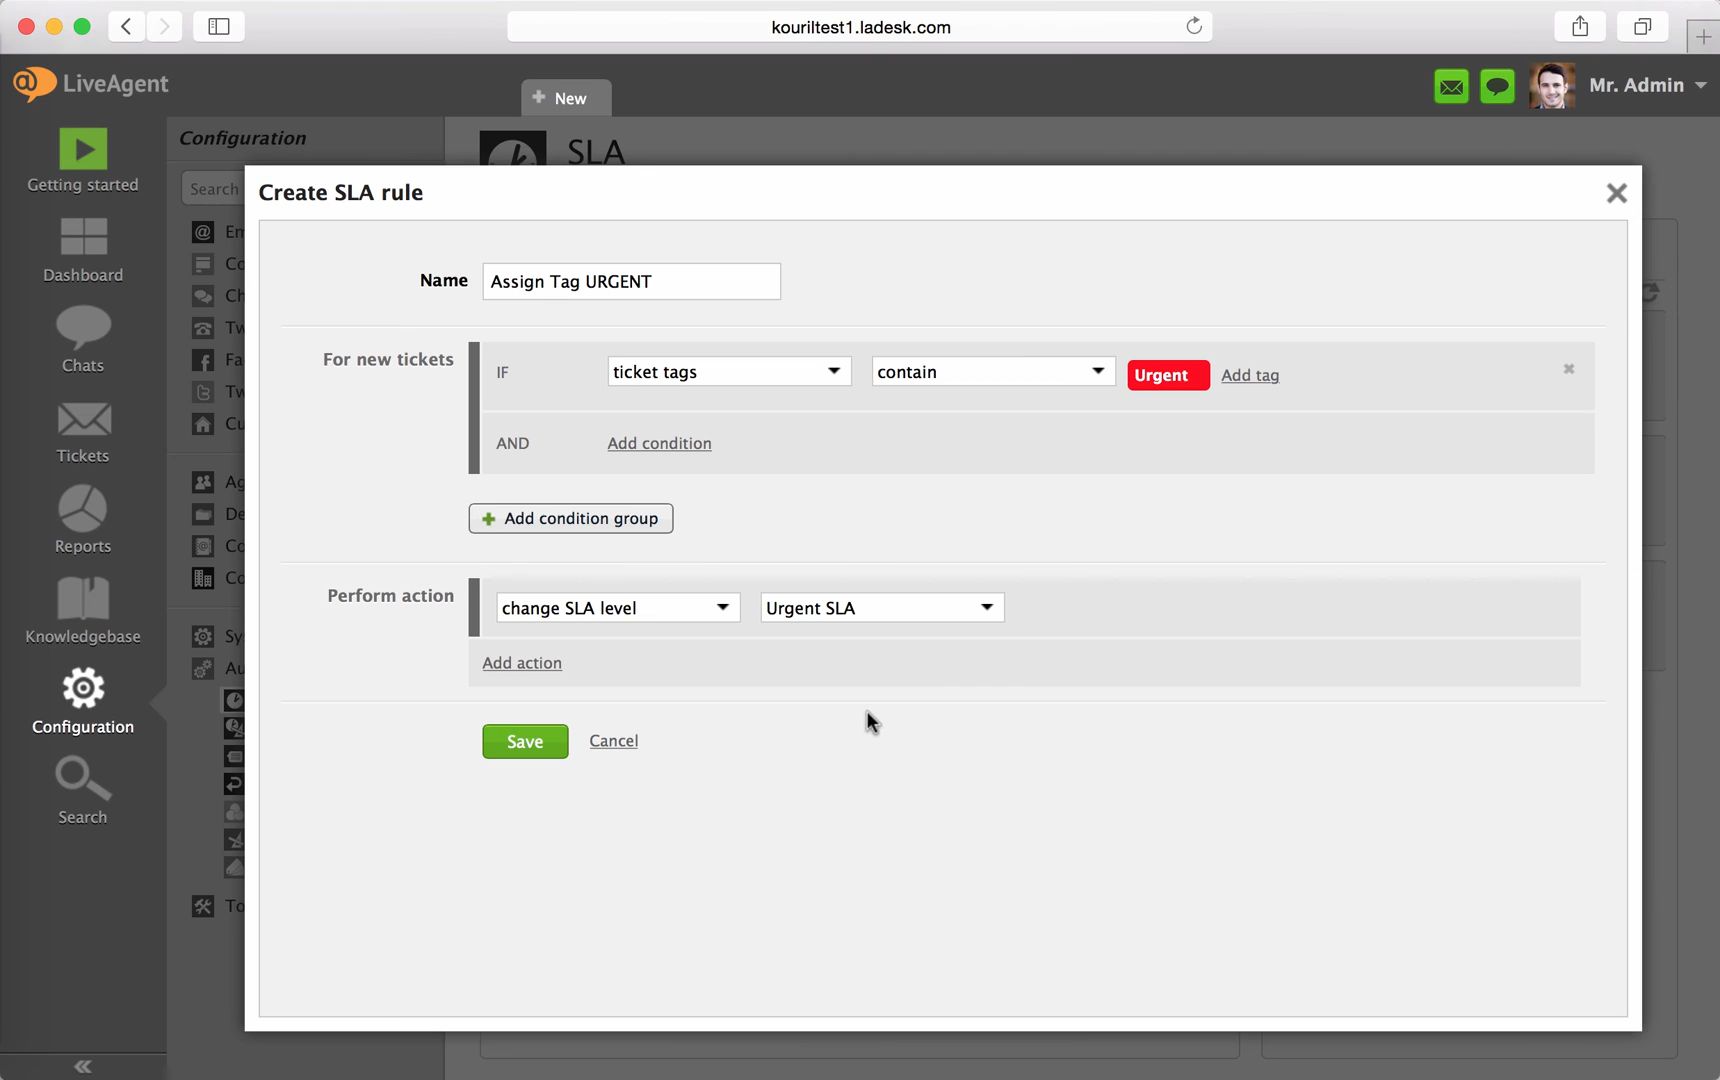 kouriltest1.ladesk.com
LiveAgent
New
Mr. Admin
Getting started
Dashboard
Chats
Tickets
Reports
Knowledgebase
Configuration
Search
Configuration
Search
SLA
Create SLA rule
Name Assign Tag URGENT
For new tickets IF ticket tags contain Urgent Add tag
AND Add condition
Add condition group
Perform action change SLA level Urgent SLA
Add action
Save Cancel